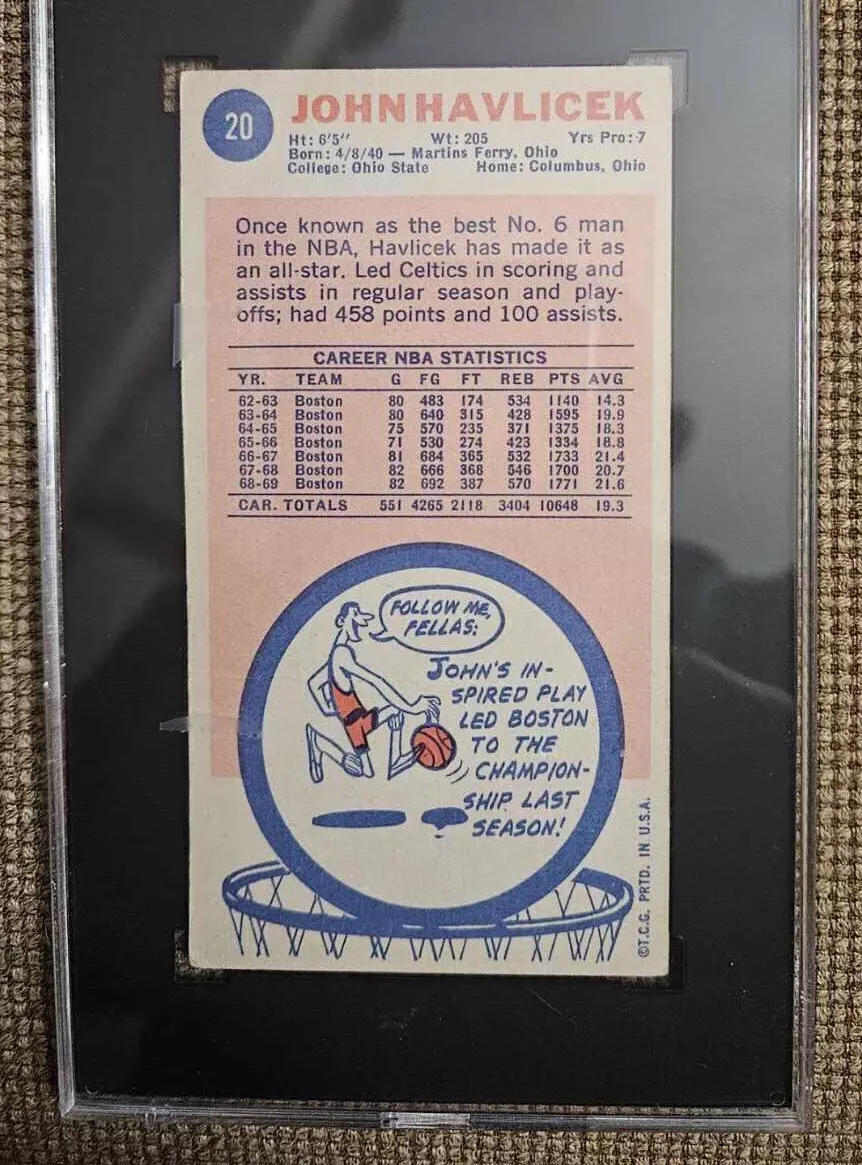 20
JOHN HAVLICEK
Ht: 6'5" Wt: 205 Yrs Pro: 7
Born: 4/8/40 — Martins Ferry, Ohio
College: Ohio State Home: Columbus, Ohio
Once known as the best No. 6 man
in the NBA, Havlicek has made it as
an all-star. Led Celtics in scoring and
assists in regular season and play-
offs; had 458 points and 100 assists.
CAREER NBA STATISTICS
YR. TEAM G FG FT REB PTS AVG
62-63 Boston 80 483 174 534 1140 14.3
63-64 Boston 80 640 315 428 1595 19.9
64-65 Boston 75 570 235 371 1375 18.3
65-66 Boston 71 530 274 423 1334 18.8
66-67 Boston 81 684 365 532 1733 21.4
67-68 Boston 82 666 368 546 1700 20.7
68-69 Boston 82 692 387 570 1771 21.6
CAR. TOTALS 551 4265 2118 3404 10648 19.3
FOLLOW ME,
FELLAS:
JOHN'S IN-
SPIRED PLAY
LED BOSTON
TO THE
CHAMPION-
SHIP LAST
SEASON!
©T.C.G. PRTD. IN U.S.A.